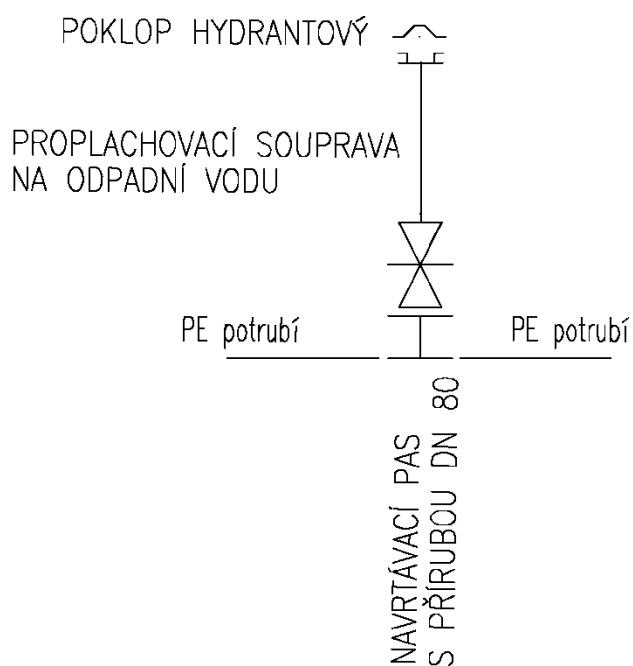 POKLOP HYDRANTOVÝ
PROPLACHOVACÍ SOUPRAVA
NA ODPADNÍ VODU
PE potrubí
PE potrubí
NAVRTÁVACÍ PAS
S PŘÍRUBOU DN 80